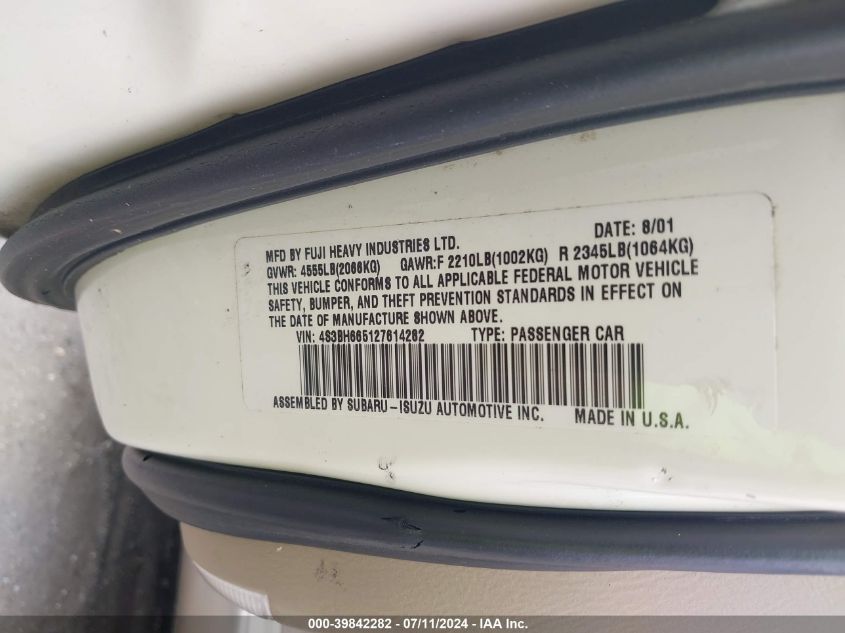 DATE: 8/01
MFD BY FUJI HEAVY INDUSTRIES LTD.
GVWR: 4555LB(2066KG) GAWR:F 2210LB(1002KG) R 2345LB(1064KG)
THIS VEHICLE CONFORMS TO ALL APPLICABLE FEDERAL MOTOR VEHICLE
SAFETY, BUMPER, AND THEFT PREVENTION STANDARDS IN EFFECT ON
THE DATE OF MANUFACTURE SHOWN ABOVE.
VIN: 4S3BH665127614282 TYPE: PASSENGER CAR
ASSEMBLED BY SUBARU-ISUZU AUTOMOTIVE INC. MADE IN U.S.A.
000-39842282 - 07/11/2024 - IAA Inc.